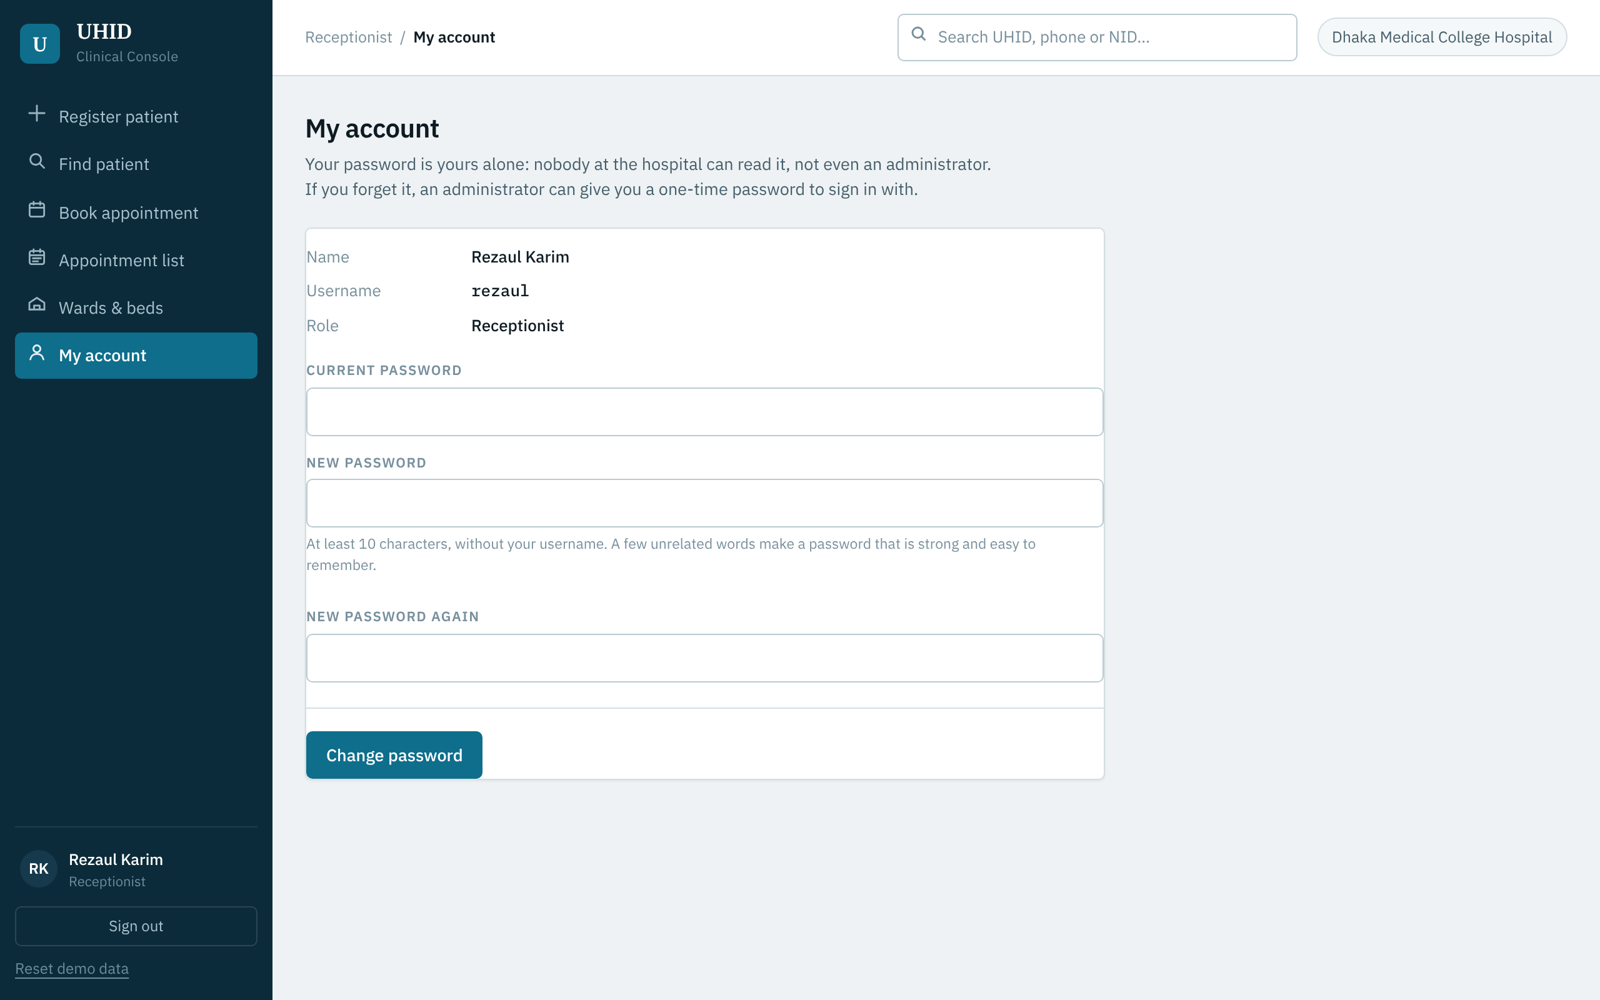 U
UHID
Clinical Console
Register patient
Find patient
Book appointment
Appointment list
Wards & beds
My account
Rezaul Karim
RK
Receptionist
Sign out
Reset demo data
Receptionist / My account
Search UHID, phone or NID...
Dhaka Medical College Hospital
My account
Your password is yours alone: nobody at the hospital can read it, not even an administrator.
If you forget it, an administrator can give you a one-time password to sign in with.
Name Rezaul Karim
Username rezaul
Role Receptionist
CURRENT PASSWORD
NEW PASSWORD
At least 10 characters, without your username. A few unrelated words make a password that is strong and easy to
remember.
NEW PASSWORD AGAIN
Change password